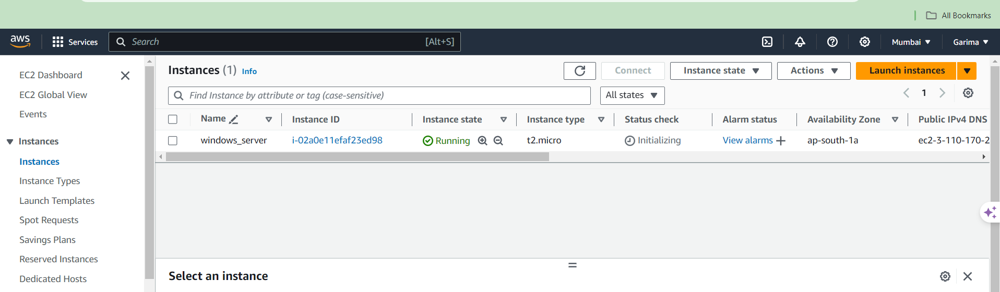 All Bookmarks
aws
Services
Search
[Alt+S]
Mumbai
Garima
EC2 Dashboard
EC2 Global View
Events
Instances
Instances
Instance Types
Launch Templates
Spot Requests
Savings Plans
Reserved Instances
Dedicated Hosts
Instances (1) Info
Connect
Instance state
Actions
Launch instances
Find Instance by attribute or tag (case-sensitive)
All states
1
Name Instance ID Instance state Instance type Status check Alarm status Availability Zone Public IPv4 DNS
windows_server i-02a0e11efaf23ed98 Running t2.micro Initializing View alarms + ap-south-1a ec2-3-110-170-2
Select an instance